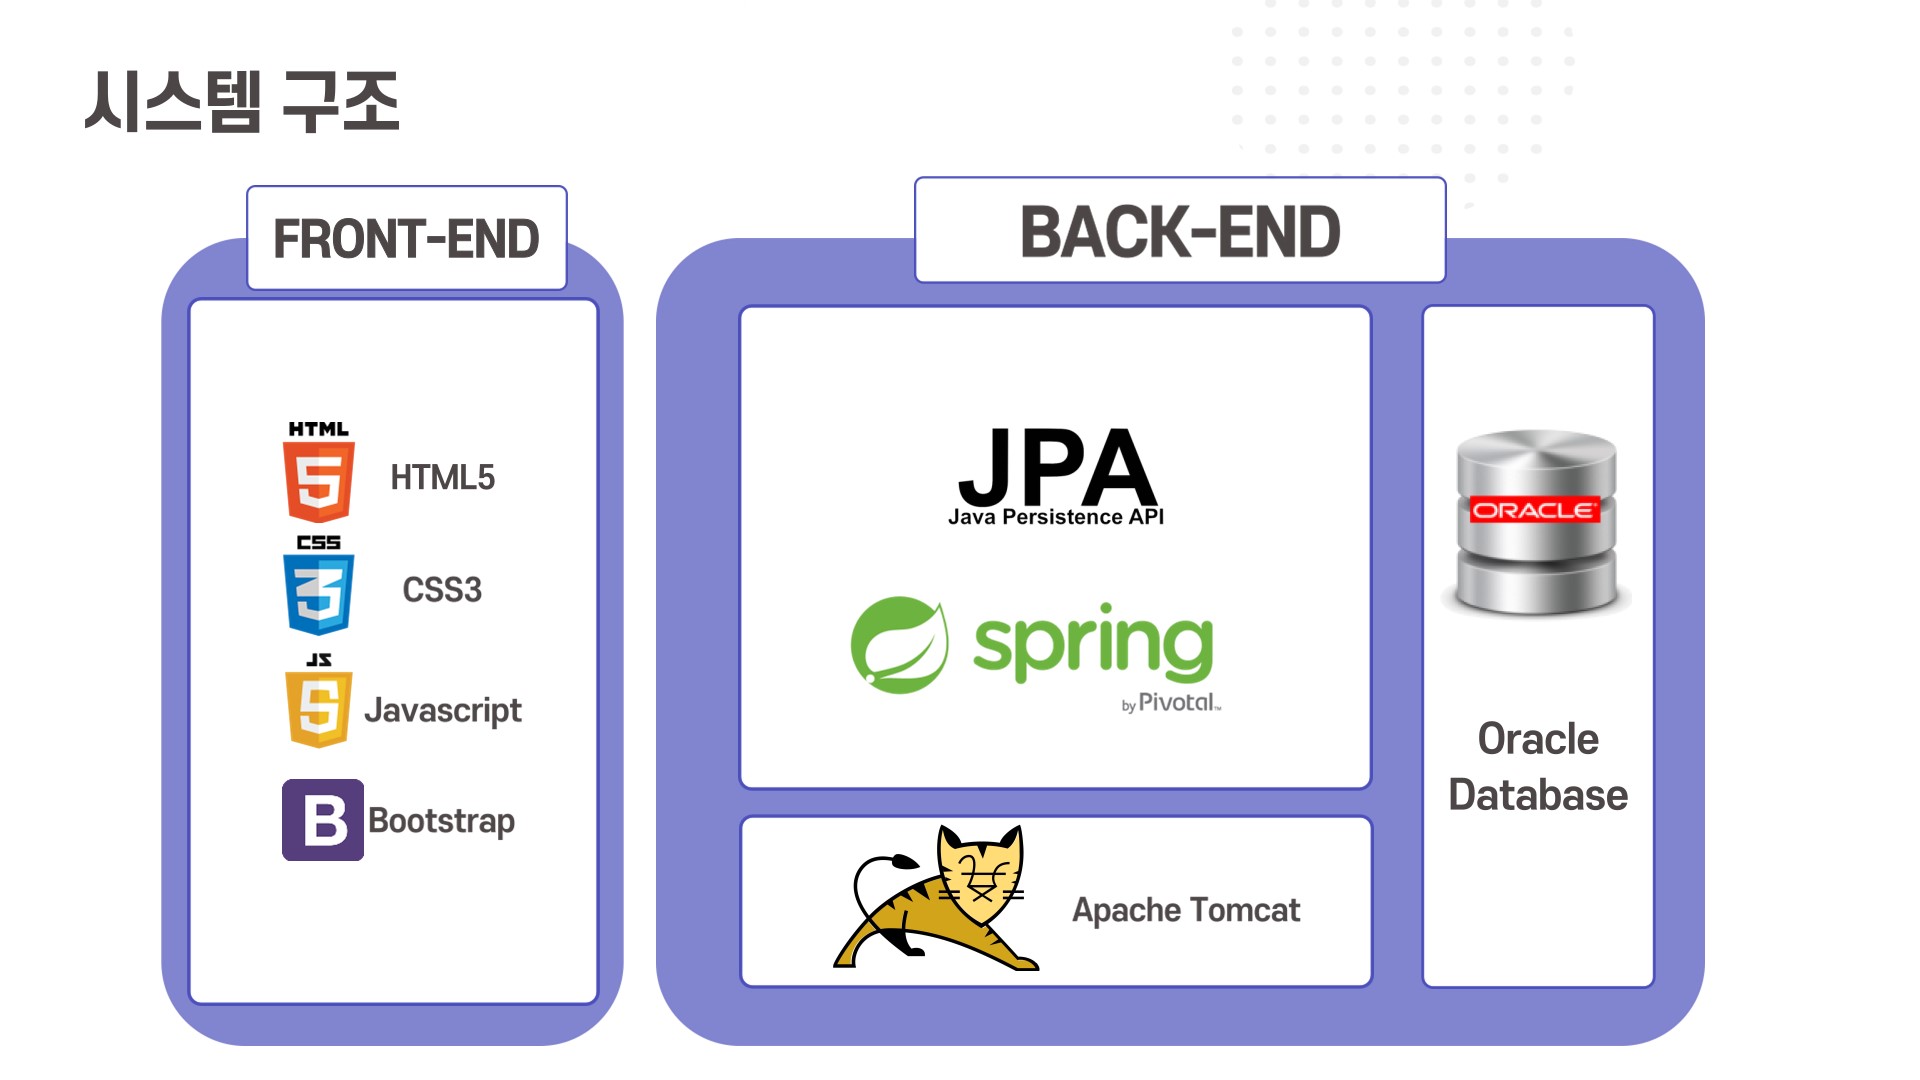 시스템 구조
FRONT-END
HTML
HTML5
CSS
CSS3
JS
Javascript
B Bootstrap
BACK-END
JPA
Java Persistence API
spring
by Pivotal™
Apache Tomcat
ORACLE®
Oracle
Database